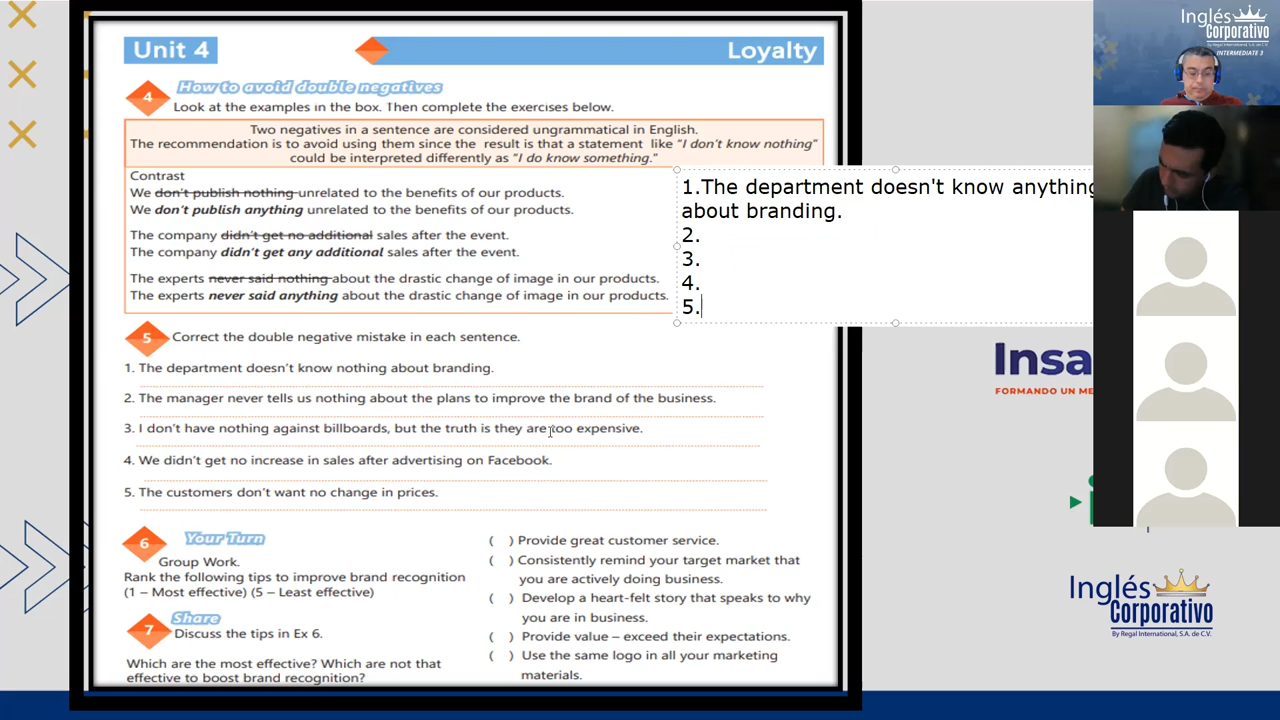 Unit 4
Loyalty
4
How to avoid double negatives
Look at the examples in the box. Then complete the exercises below.
Two negatives in a sentence are considered ungrammatical in English.
The recommendation is to avoid using them since the result is that a statement like "I don't know nothing"
could be interpreted differently as "I do know something."
Contrast
We don't publish nothing unrelated to the benefits of our products.
We don't publish anything unrelated to the benefits of our products.
The company didn't get no additional sales after the event.
The company didn't get any additional sales after the event.
The experts never said nothing about the drastic change of image in our products.
The experts never said anything about the drastic change of image in our products.
1.The department doesn't know anything
about branding.
2.
3.
4.
5.
5
Correct the double negative mistake in each sentence.
1. The department doesn't know nothing about branding.
2. The manager never tells us nothing about the plans to improve the brand of the business.
3. I don't have nothing against billboards, but the truth is they are too expensive.
4. We didn't get no increase in sales after advertising on Facebook.
5. The customers don't want no change in prices.
6
Your Turn
Group Work.
Rank the following tips to improve brand recognition
(1 – Most effective) (5 – Least effective)
7
Share
Discuss the tips in Ex 6.
Which are the most effective? Which are not that
effective to boost brand recognition?
( ) Provide great customer service.
( ) Consistently remind your target market that
you are actively doing business.
( ) Develop a heart-felt story that speaks to why
you are in business.
( ) Provide value – exceed their expectations.
( ) Use the same logo in all your marketing
materials.
Inglés
Corporativo
By Regal International, S.A. de C.V.
INTERMEDIATE 3
Insa
FORMANDO UN ME
Inglés
Corporativo
By Regal International, S.A. de C.V.